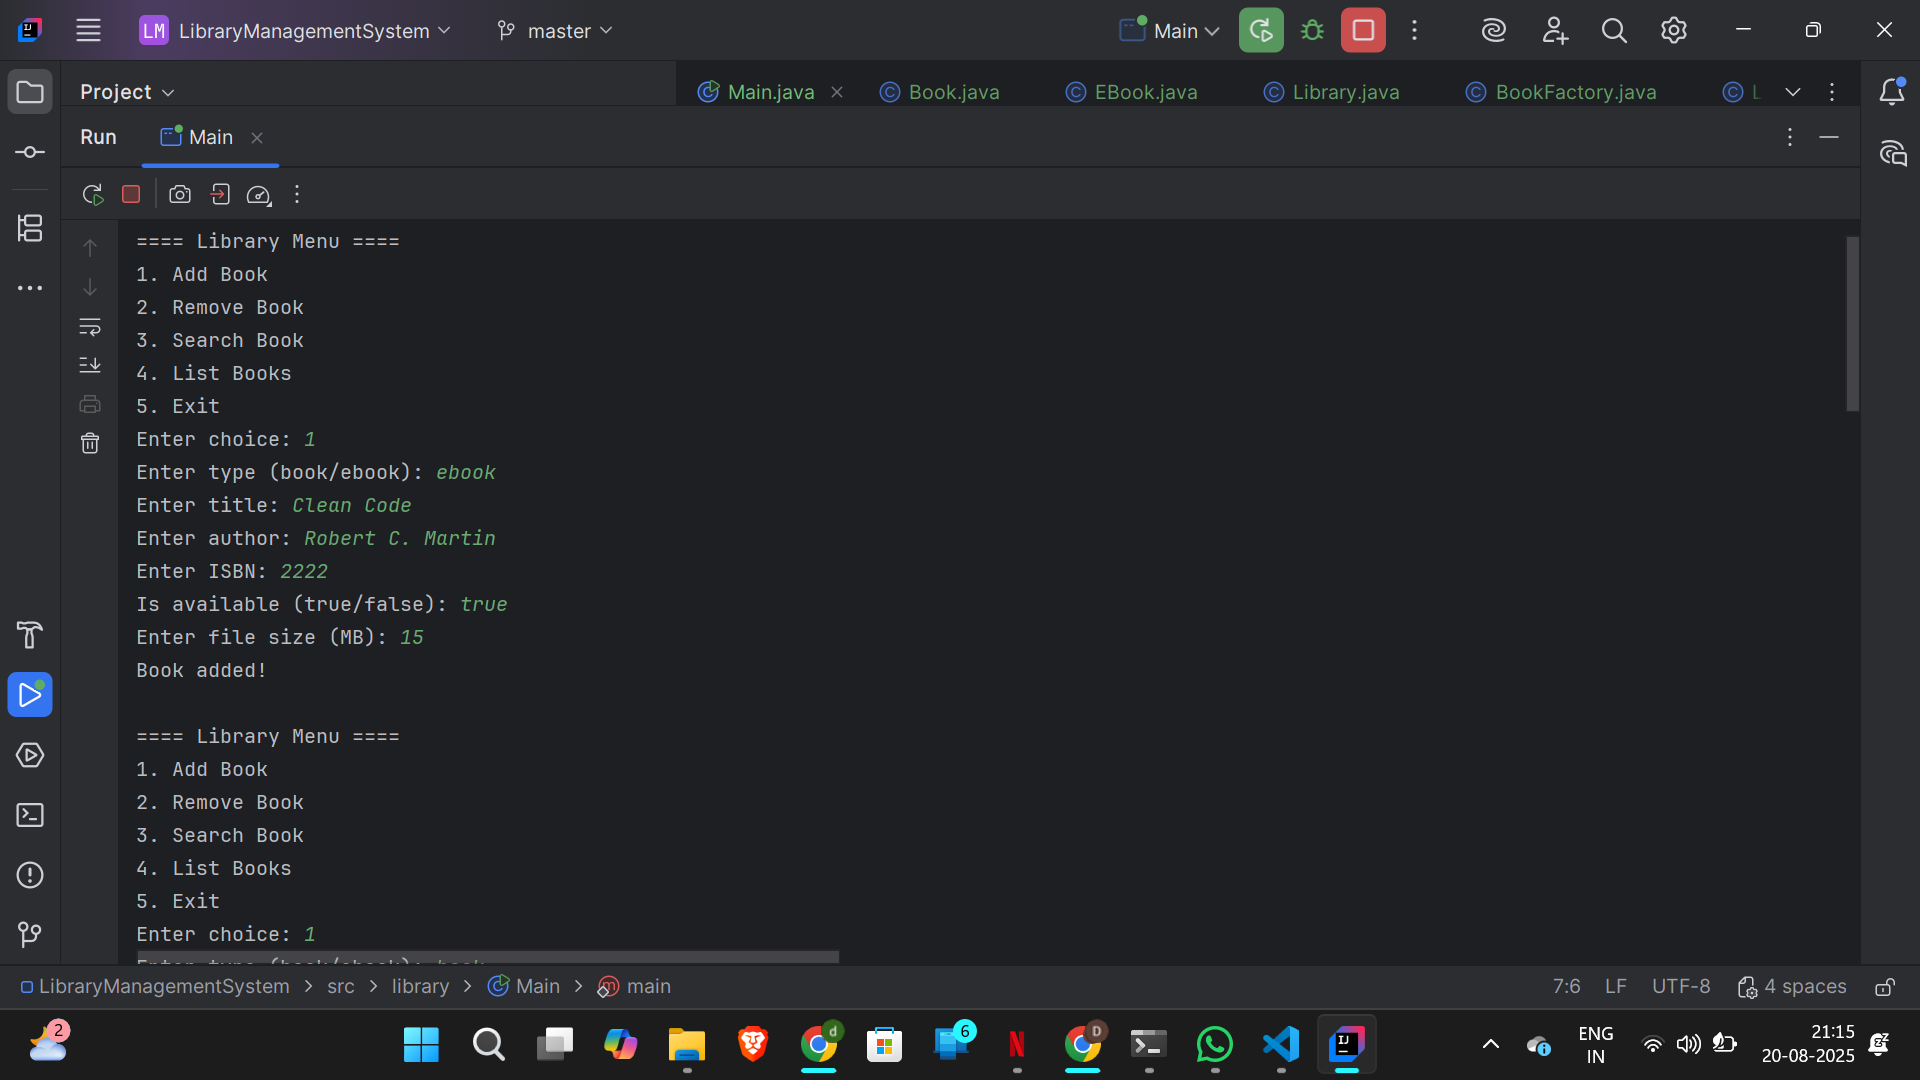 LM LibraryManagementSystem master Main
Project Main.java Book.java EBook.java Library.java BookFactory.java L
Run Main
==== Library Menu ====
1. Add Book
2. Remove Book
3. Search Book
4. List Books
5. Exit
Enter choice: 1
Enter type (book/ebook): ebook
Enter title: Clean Code
Enter author: Robert C. Martin
Enter ISBN: 2222
Is available (true/false): true
Enter file size (MB): 15
Book added!
==== Library Menu ====
1. Add Book
2. Remove Book
3. Search Book
4. List Books
5. Exit
Enter choice: 1
Enter type (book/ebook): book
LibraryManagementSystem > src > library > Main > main 7:6 LF UTF-8 4 spaces
2 d 6 D ENG 21:15
IN 20-08-2025